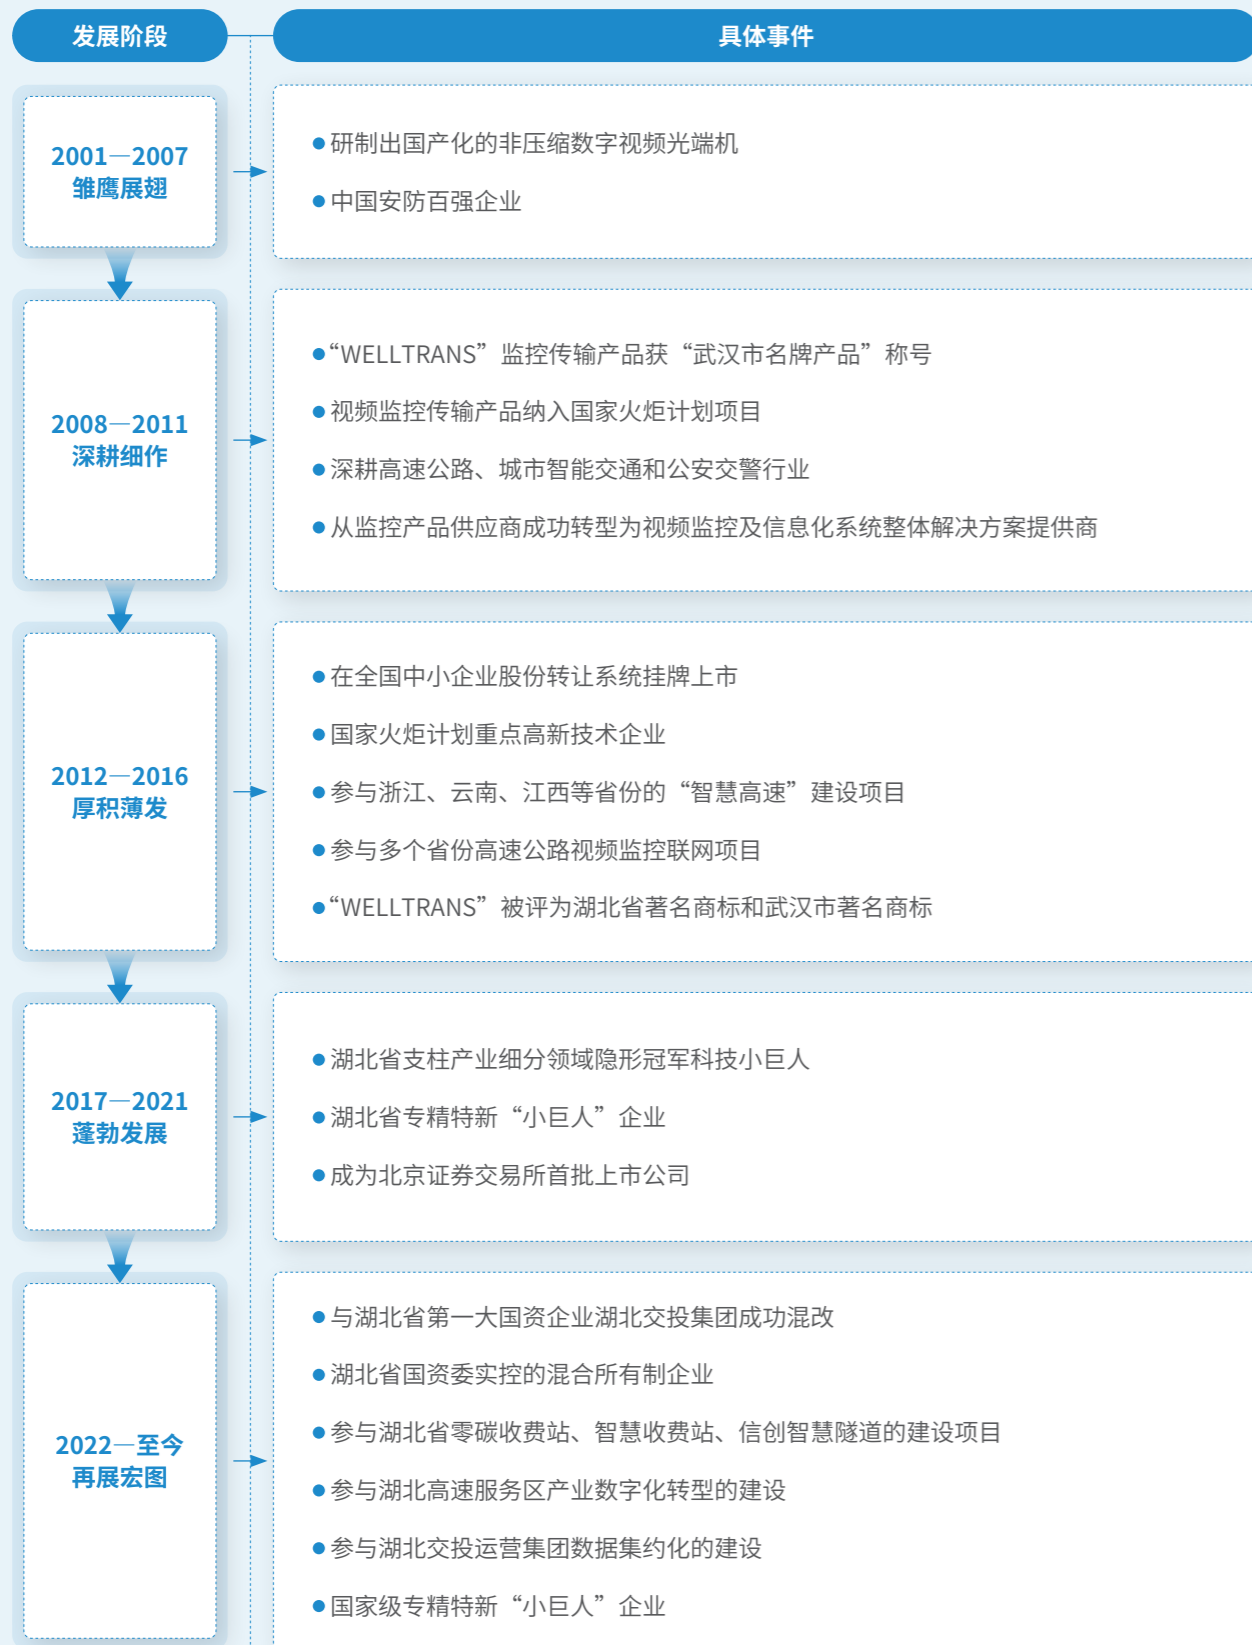 发展阶段
具体事件
2001—2007
雏鹰展翅
●研制出国产化的非压缩数字视频光端机
●中国安防百强企业
2008—2011
深耕细作
●“WELLTRANS”监控传输产品获“武汉市名牌产品”称号
●视频监控传输产品纳入国家火炬计划项目
●深耕高速公路、城市智能交通和公安交警行业
●从监控产品供应商成功转型为视频监控及信息化系统整体解决方案提供商
2012—2016
厚积薄发
●在全国中小企业股份转让系统挂牌上市
●国家火炬计划重点高新技术企业
●参与浙江、云南、江西等省份的“智慧高速”建设项目
●参与多个省份高速公路视频监控联网项目
●“WELLTRANS”被评为湖北省著名商标和武汉市著名商标
2017—2021
蓬勃发展
●湖北省支柱产业细分领域隐形冠军科技小巨人
●湖北省专精特新“小巨人”企业
●成为北京证券交易所首批上市公司
2022—至今
再展宏图
●与湖北省第一大国资企业湖北交投集团成功混改
●湖北省国资委实控的混合所有制企业
●参与湖北省零碳收费站、智慧收费站、信创智慧隧道的建设项目
●参与湖北高速服务区产业数字化转型的建设
●参与湖北交投运营集团数据集约化的建设
●国家级专精特新“小巨人”企业